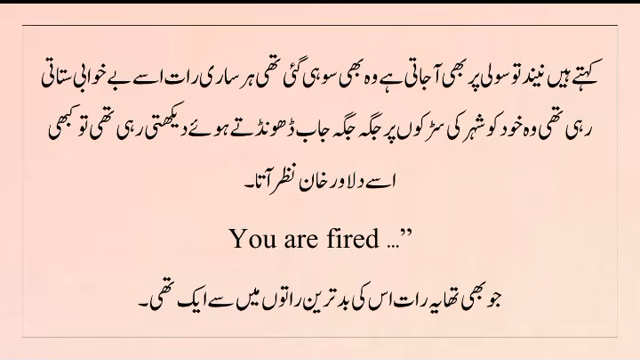 کہتے ہیں نیند تو سولی پر بھی آ جاتی ہے وہ بھی سو ہی گئی تھی ہر ساری رات اسے بے خوابی ستاتی
رہی تھی وہ خود کو شہر کی سڑکوں پر جگہ جگہ جاب ڈھونڈتے ہوئے دیکھتی رہی تھی تو کبھی
اسے دلاور خان نظر آتا۔
You are fired ...”
جو بھی تھا یہ رات اس کی بدترین راتوں میں سے ایک تھی۔